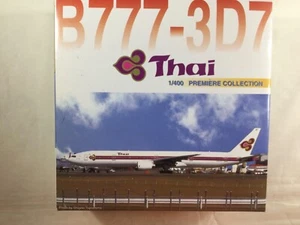 B777-3D7
Thai
1/400 PREMIERE COLLECTION
Thai